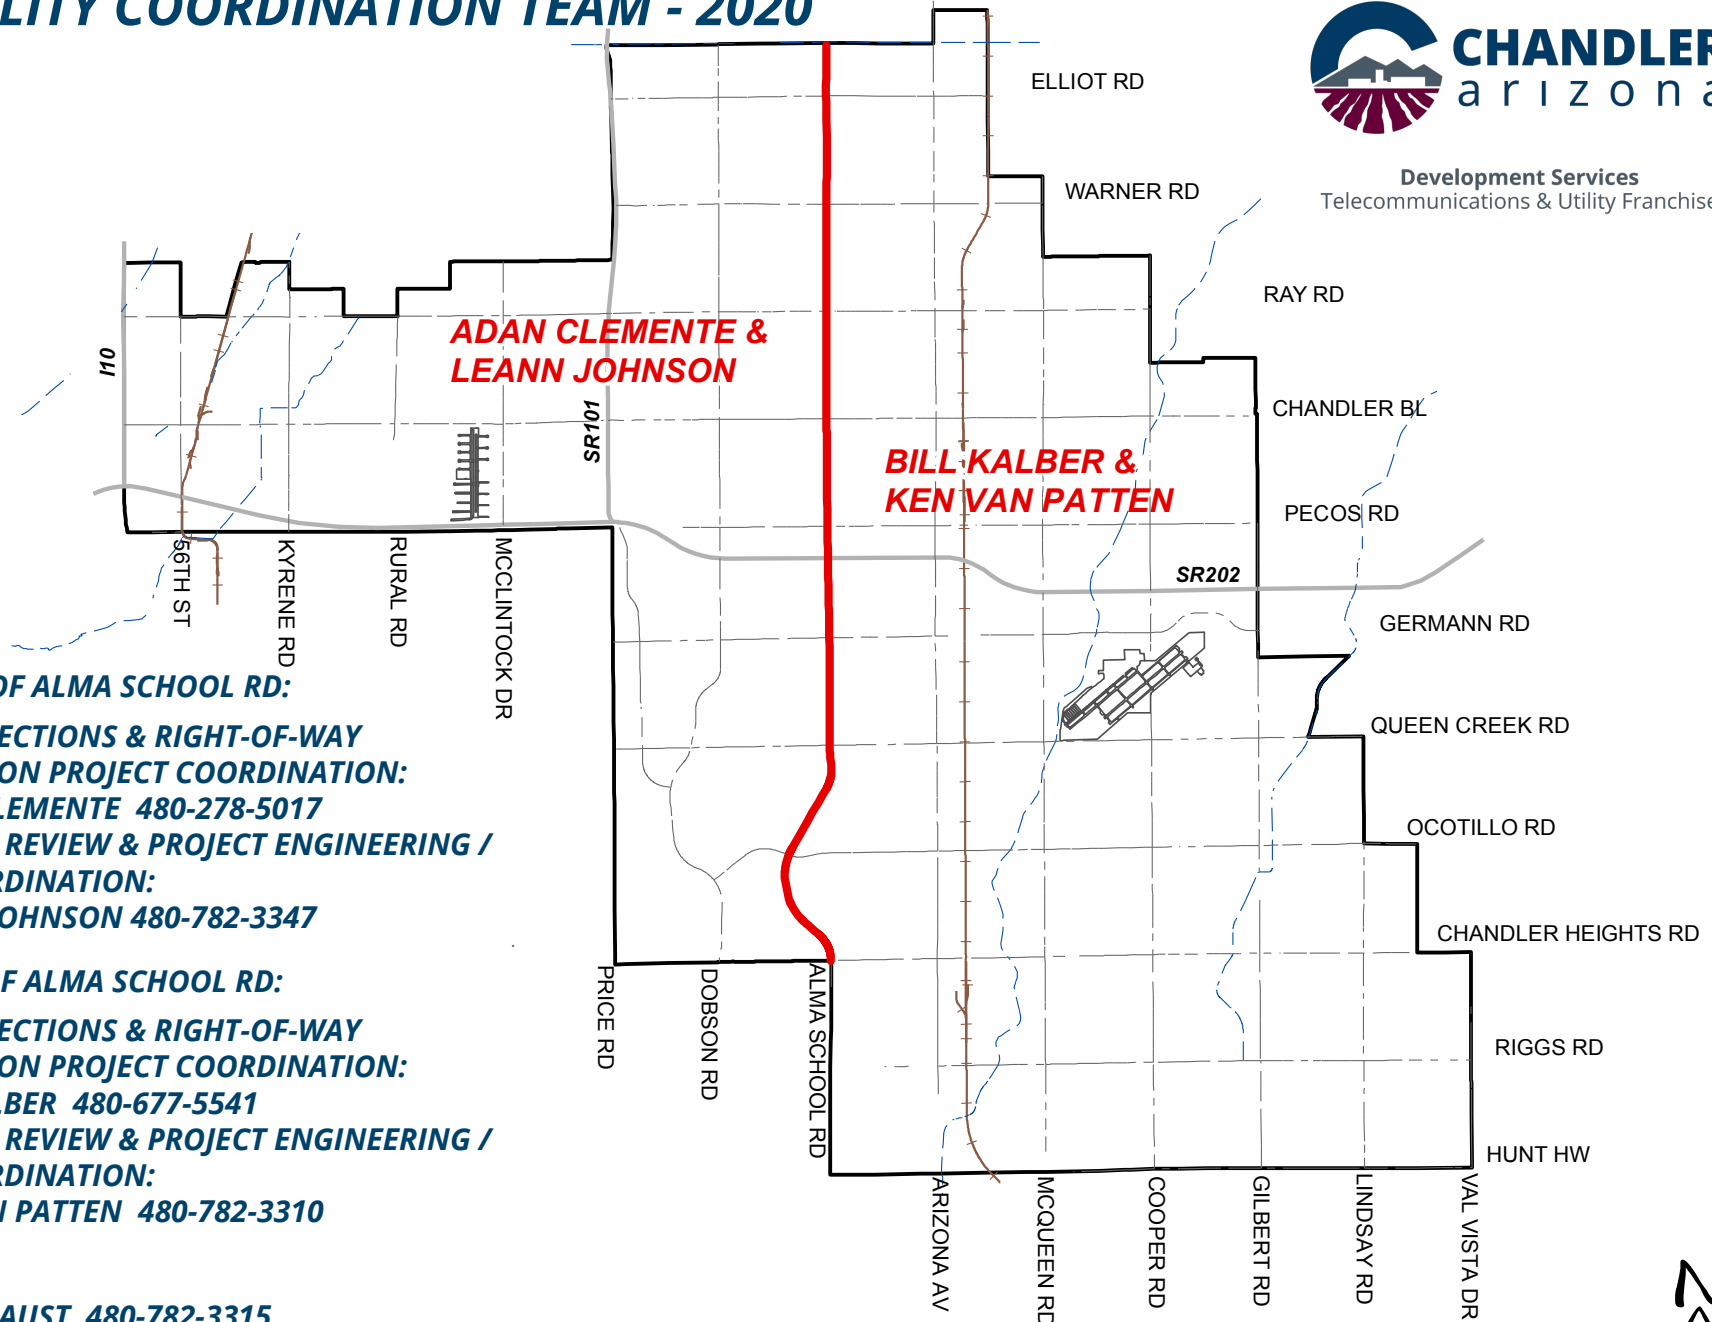 LITY COORDINATION TEAM - 2020
CHANDLER
arizona
Development Services
Telecommunications & Utility Franchise
ELLIOT RD
WARNER RD
RAY RD
CHANDLER BL
PECOS RD
GERMANN RD
QUEEN CREEK RD
OCOTILLO RD
CHANDLER HEIGHTS RD
RIGGS RD
HUNT HW
I10
SR101
SR202
ADAN CLEMENTE &
LEANN JOHNSON
BILL KALBER &
KEN VAN PATTEN
56TH ST
KYRENE RD
RURAL RD
MCCLINTOCK DR
PRICE RD
DOBSON RD
ALMA SCHOOL RD
ARIZONA AV
MCQUEEN RD
COOPER RD
GILBERT RD
LINDSAY RD
VAL VISTA DR
OF ALMA SCHOOL RD:
ECTIONS & RIGHT-OF-WAY
ON PROJECT COORDINATION:
LEMENTE 480-278-5017
REVIEW & PROJECT ENGINEERING /
RDINATION:
OHNSON 480-782-3347
F ALMA SCHOOL RD:
ECTIONS & RIGHT-OF-WAY
ON PROJECT COORDINATION:
LBER 480-677-5541
REVIEW & PROJECT ENGINEERING /
RDINATION:
N PATTEN 480-782-3310
AUST 480-782-3315